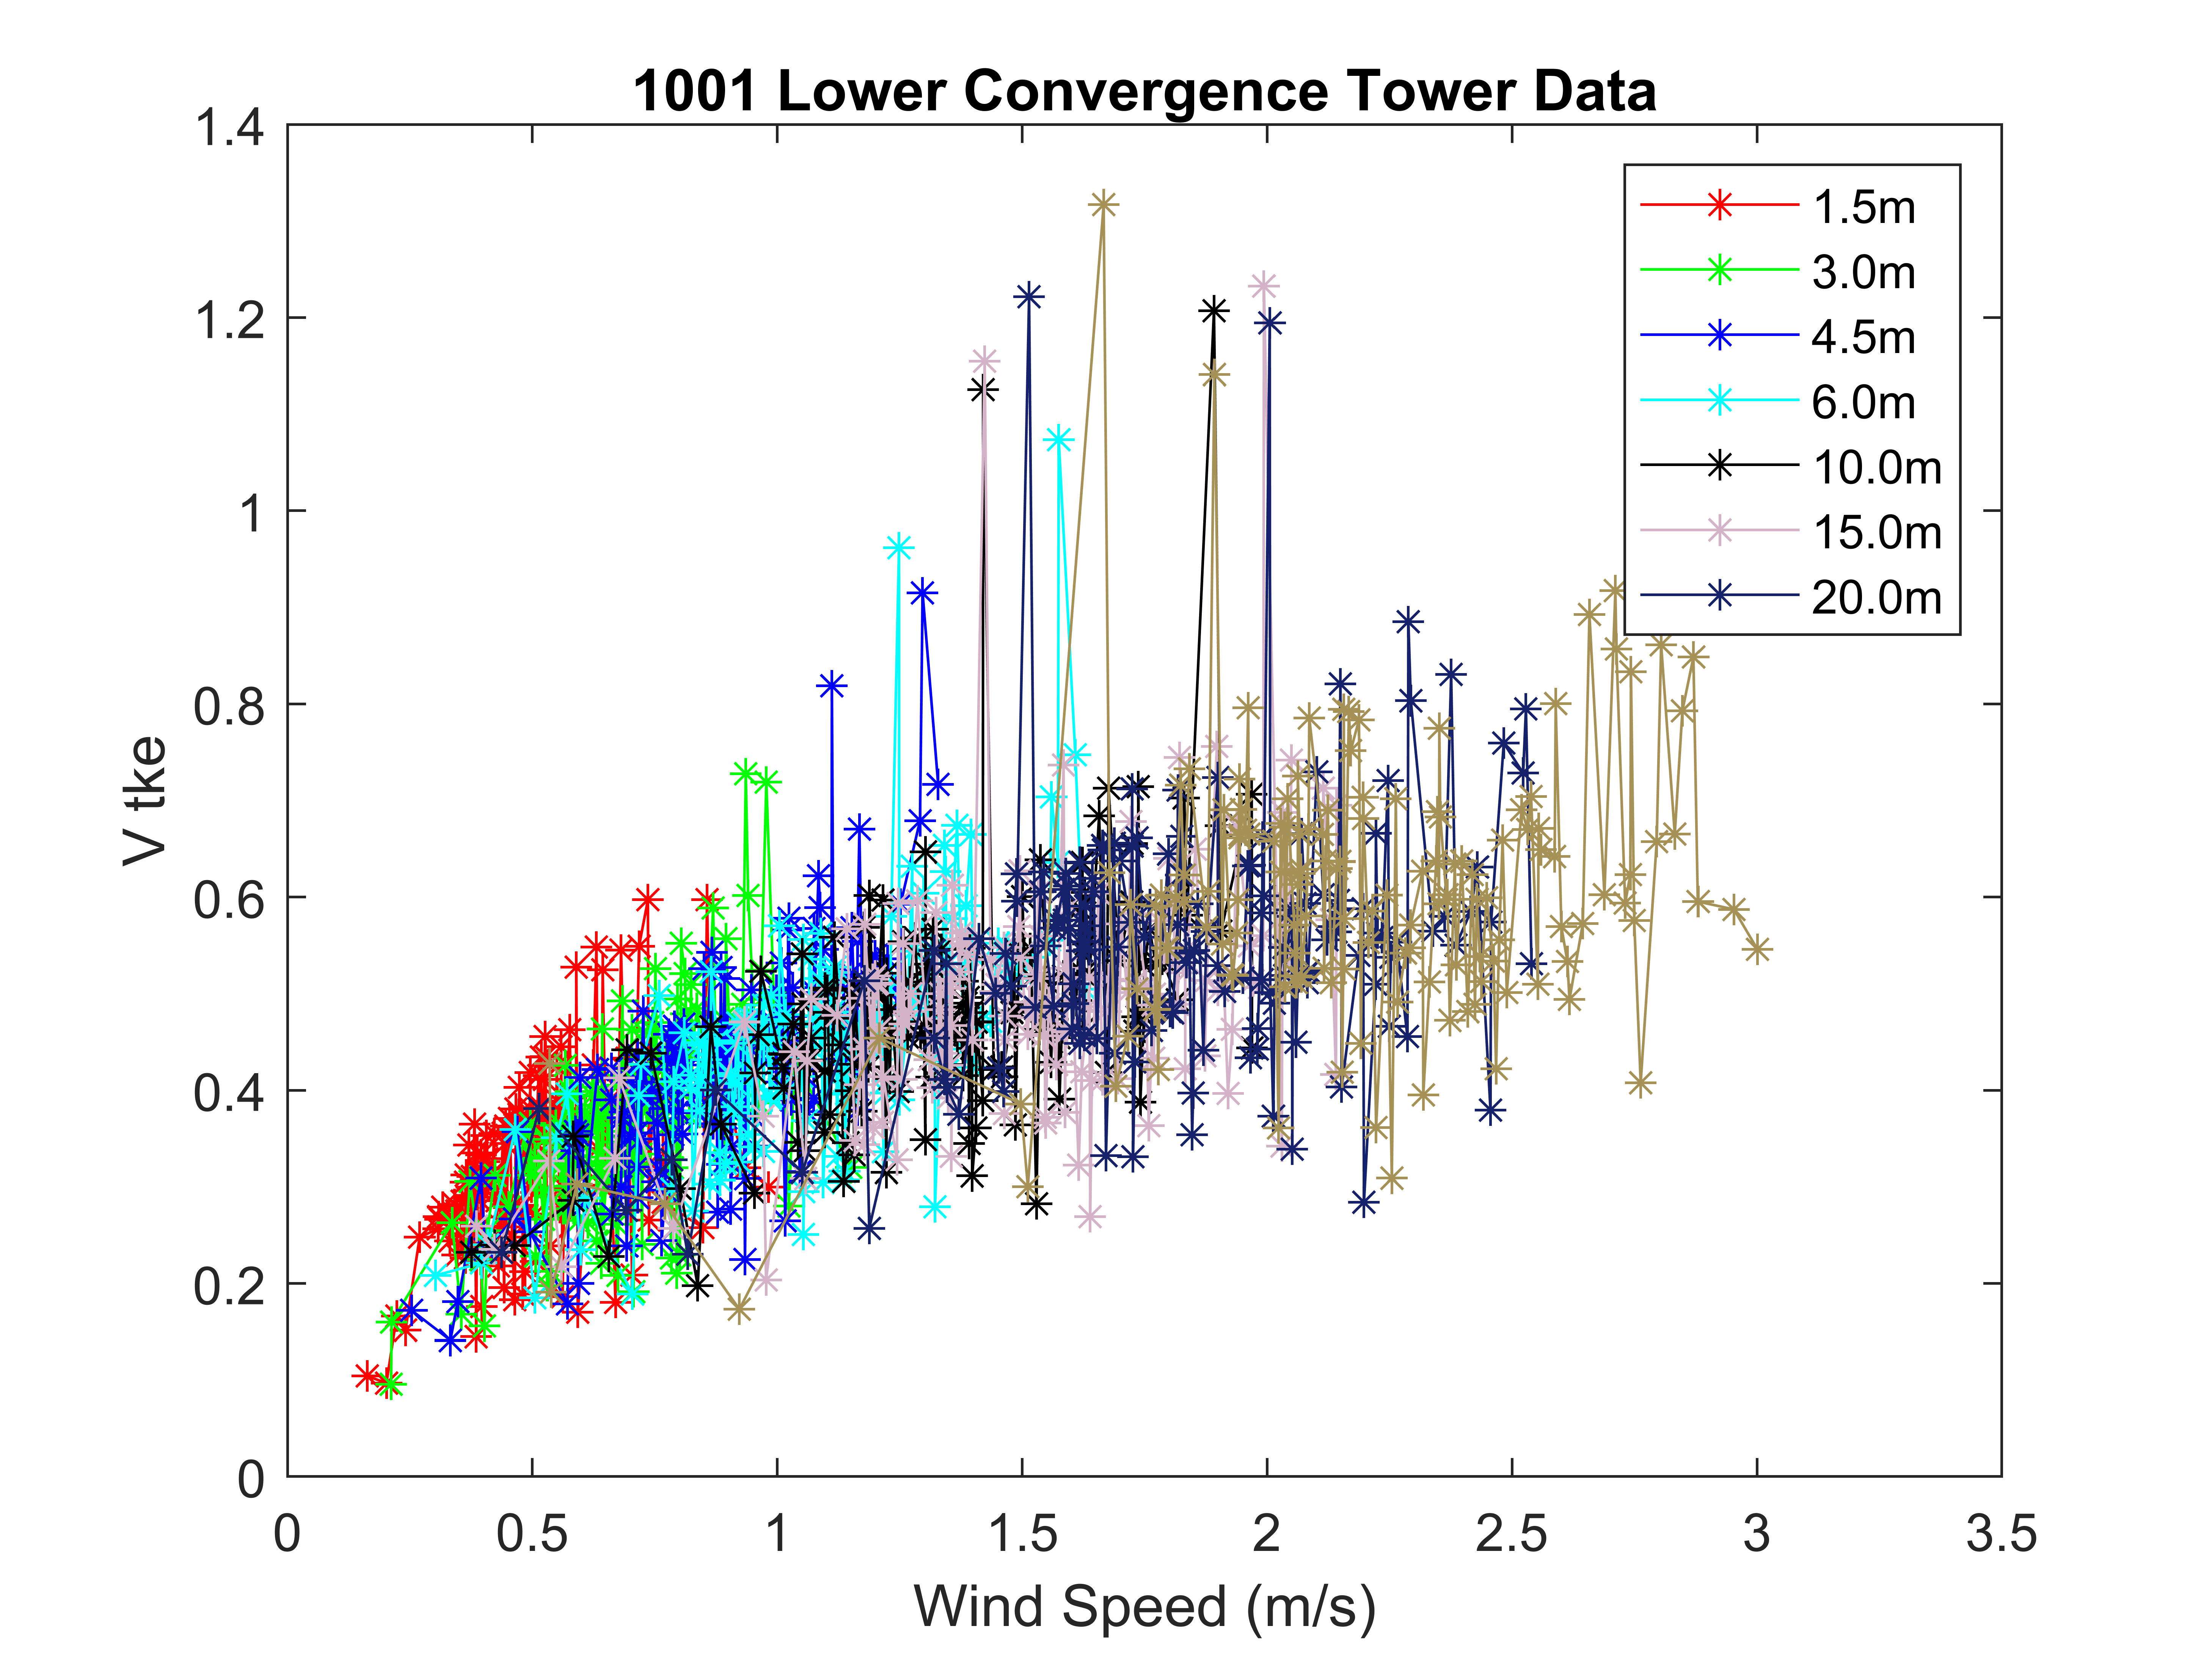 1001 Lower Convergence Tower Data
1.4
1.2
1
0.8
0.6
0.4
0.2
0
V tke
1.5m
3.0m
4.5m
6.0m
10.0m
15.0m
20.0m
0 0.5 1 1.5 2 2.5 3 3.5
Wind Speed (m/s)